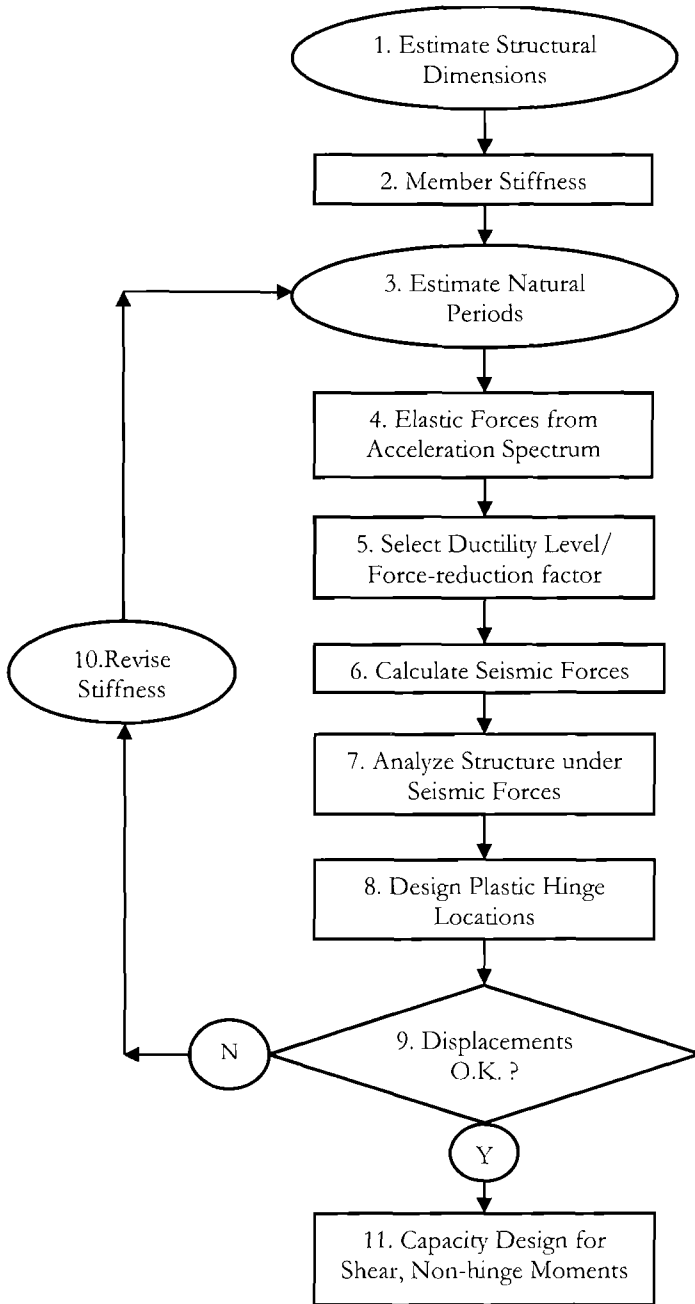 1. Estimate Structural
Dimensions
2. Member Stiffness
3. Estimate Natural
Periods
4. Elastic Forces from
Acceleration Spectrum
5. Select Ductility Level/
Force-reduction factor
6. Calculate Seismic Forces
10.Revise
Stiffness
7. Analyze Structure under
Seismic Forces
8. Design Plastic Hinge
Locations
9. Displacements
O.K. ?
N
Y
11. Capacity Design for
Shear, Non-hinge Moments